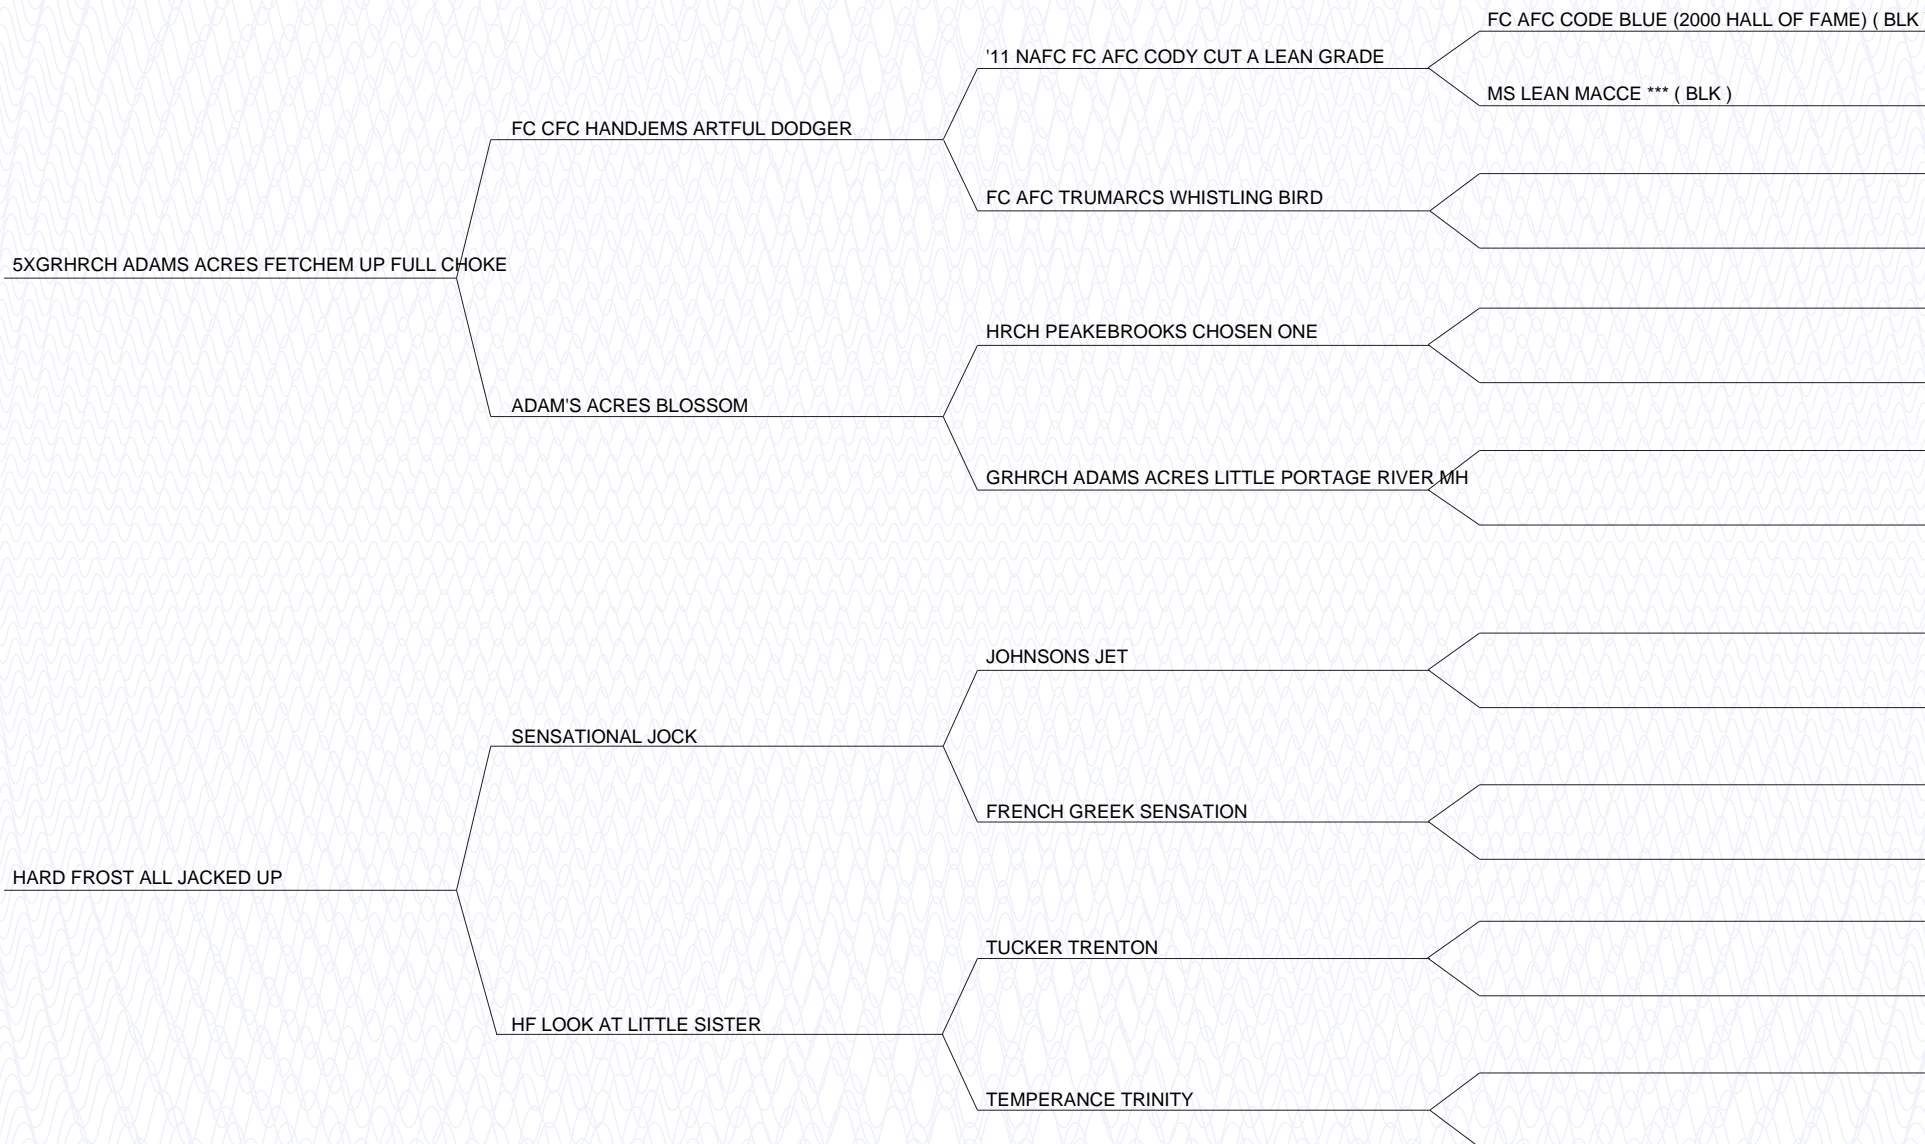 FC AFC CODE BLUE (2000 HALL OF FAME) ( BLK
'11 NAFC FC AFC CODY CUT A LEAN GRADE
MS LEAN MACCE *** ( BLK )
FC CFC HANDJEMS ARTFUL DODGER
FC AFC TRUMARCS WHISTLING BIRD
5XGRHRCH ADAMS ACRES FETCHEM UP FULL CHOKE
HRCH PEAKEBROOKS CHOSEN ONE
ADAM'S ACRES BLOSSOM
GRHRCH ADAMS ACRES LITTLE PORTAGE RIVER MH
JOHNSONS JET
SENSATIONAL JOCK
FRENCH GREEK SENSATION
HARD FROST ALL JACKED UP
TUCKER TRENTON
HF LOOK AT LITTLE SISTER
TEMPERANCE TRINITY